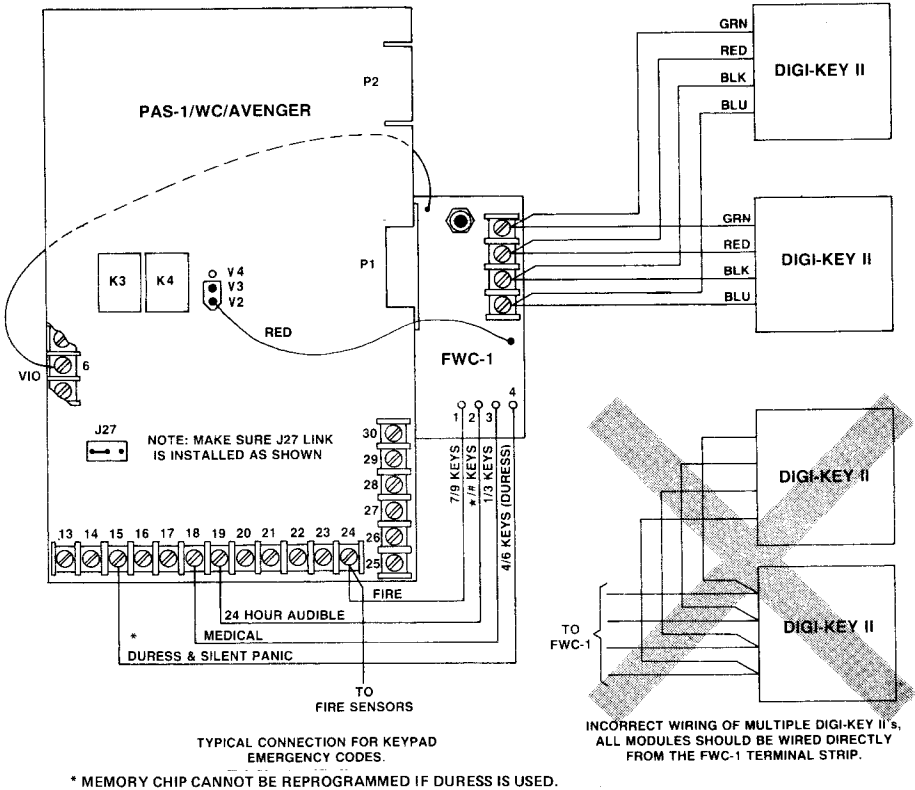 PAS-1/WC/AVENGER
P2
GRN
RED
BLK
BLU
DIGI-KEY II
P1
K3
K4
V4
V3
V2
RED
GRN
RED
BLK
BLU
DIGI-KEY II
FWC-1
VIO
6
J27
NOTE: MAKE SURE J27 LINK
IS INSTALLED AS SHOWN
1
2
3
4
7/9 KEYS
*/# KEYS
1/3 KEYS
4/6 KEYS (DURESS)
30
29
28
27
26
25
13 14 15 16 17 18 19 20 21 22 23 24
FIRE
24 HOUR AUDIBLE
MEDICAL
*
DURESS & SILENT PANIC
TO
FIRE SENSORS
DIGI-KEY II
DIGI-KEY II
TO
FWC-1
TYPICAL CONNECTION FOR KEYPAD
EMERGENCY CODES.
INCORRECT WIRING OF MULTIPLE DIGI-KEY II's,
ALL MODULES SHOULD BE WIRED DIRECTLY
FROM THE FWC-1 TERMINAL STRIP.
* MEMORY CHIP CANNOT BE REPROGRAMMED IF DURESS IS USED.